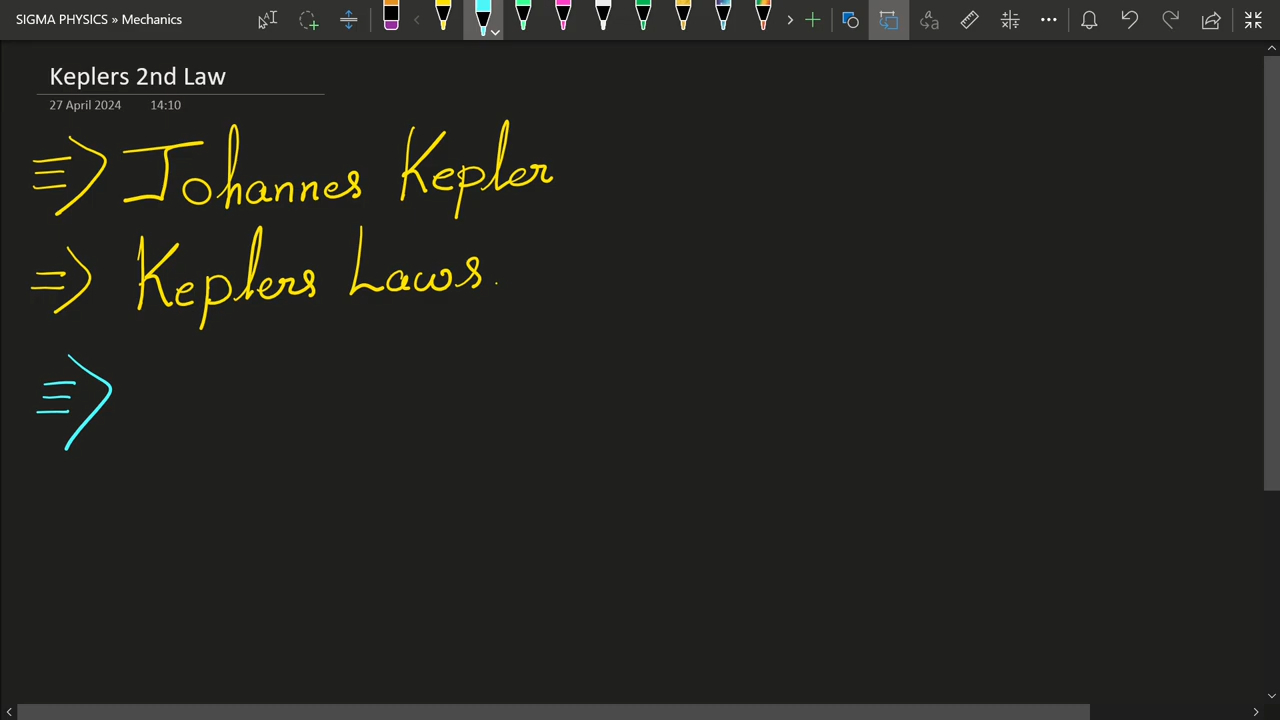 SIGMA PHYSICS » Mechanics
Keplers 2nd Law
27 April 2024 14:10
⇒ Johannes Kepler
⇒ Keplers Laws.
⇒